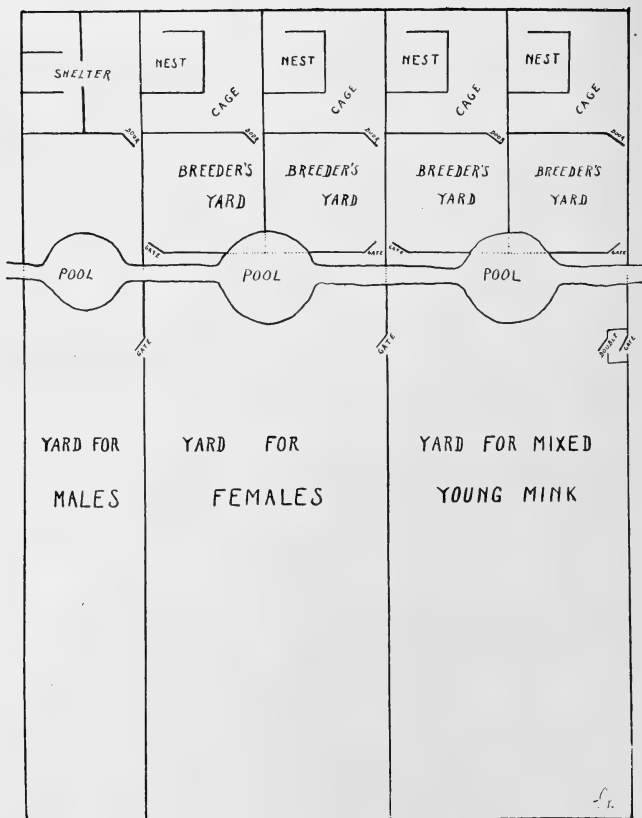 SHELTER
NEST
NEST
NEST
NEST
CAGE
CAGE
CAGE
CAGE
DOOR
DOOR
DOOR
DOOR
DOOR
BREEDER'S
YARD
BREEDER'S
YARD
BREEDER'S
YARD
BREEDER'S
YARD
GATE
GATE
GATE
GATE
POOL
POOL
POOL
GATE
GATE
DOUBLE
GATE
YARD FOR
MALES
YARD FOR
FEMALES
YARD FOR MIXED
YOUNG MINK